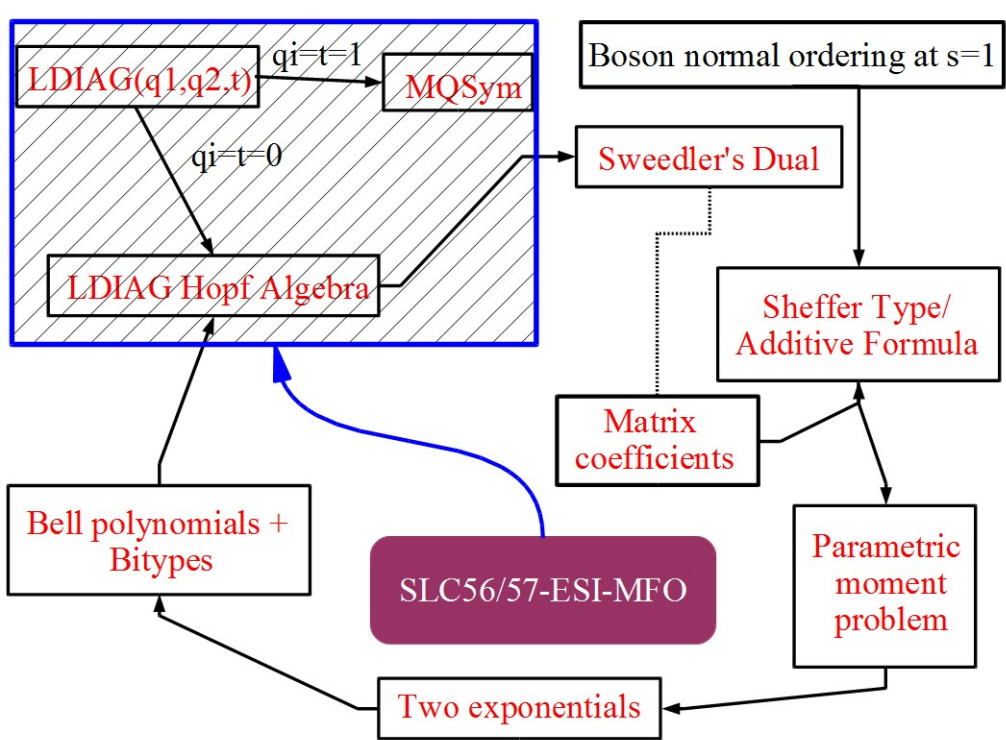 LDIAG(q1,q2,t)
qi=t=1
MQSym
Boson normal ordering at s=1
qi=t=0
Sweedler's Dual
LDIAG Hopf Algebra
Sheffer Type/
Additive Formula
Matrix
coefficients
Bell polynomials +
Bitypes
SLC56/57-ESI-MFO
Parametric
moment
problem
Two exponentials